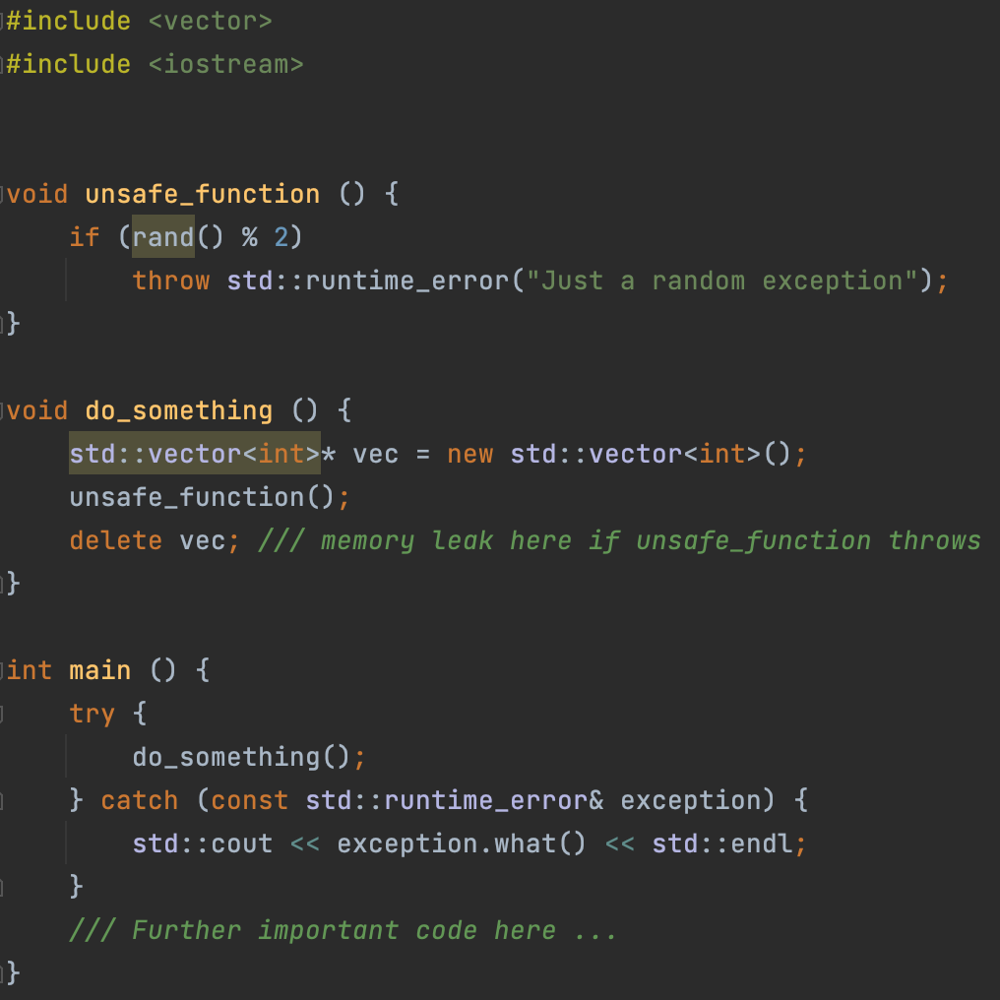 #include <vector>
#include <iostream>
void unsafe_function () {
    if (rand() % 2)
        throw std::runtime_error("Just a random exception");
}
void do_something () {
    std::vector<int>* vec = new std::vector<int>();
    unsafe_function();
    delete vec; /// memory leak here if unsafe_function throws
}
int main () {
    try {
        do_something();
    } catch (const std::runtime_error& exception) {
        std::cout << exception.what() << std::endl;
    }
    /// Further important code here ...
}